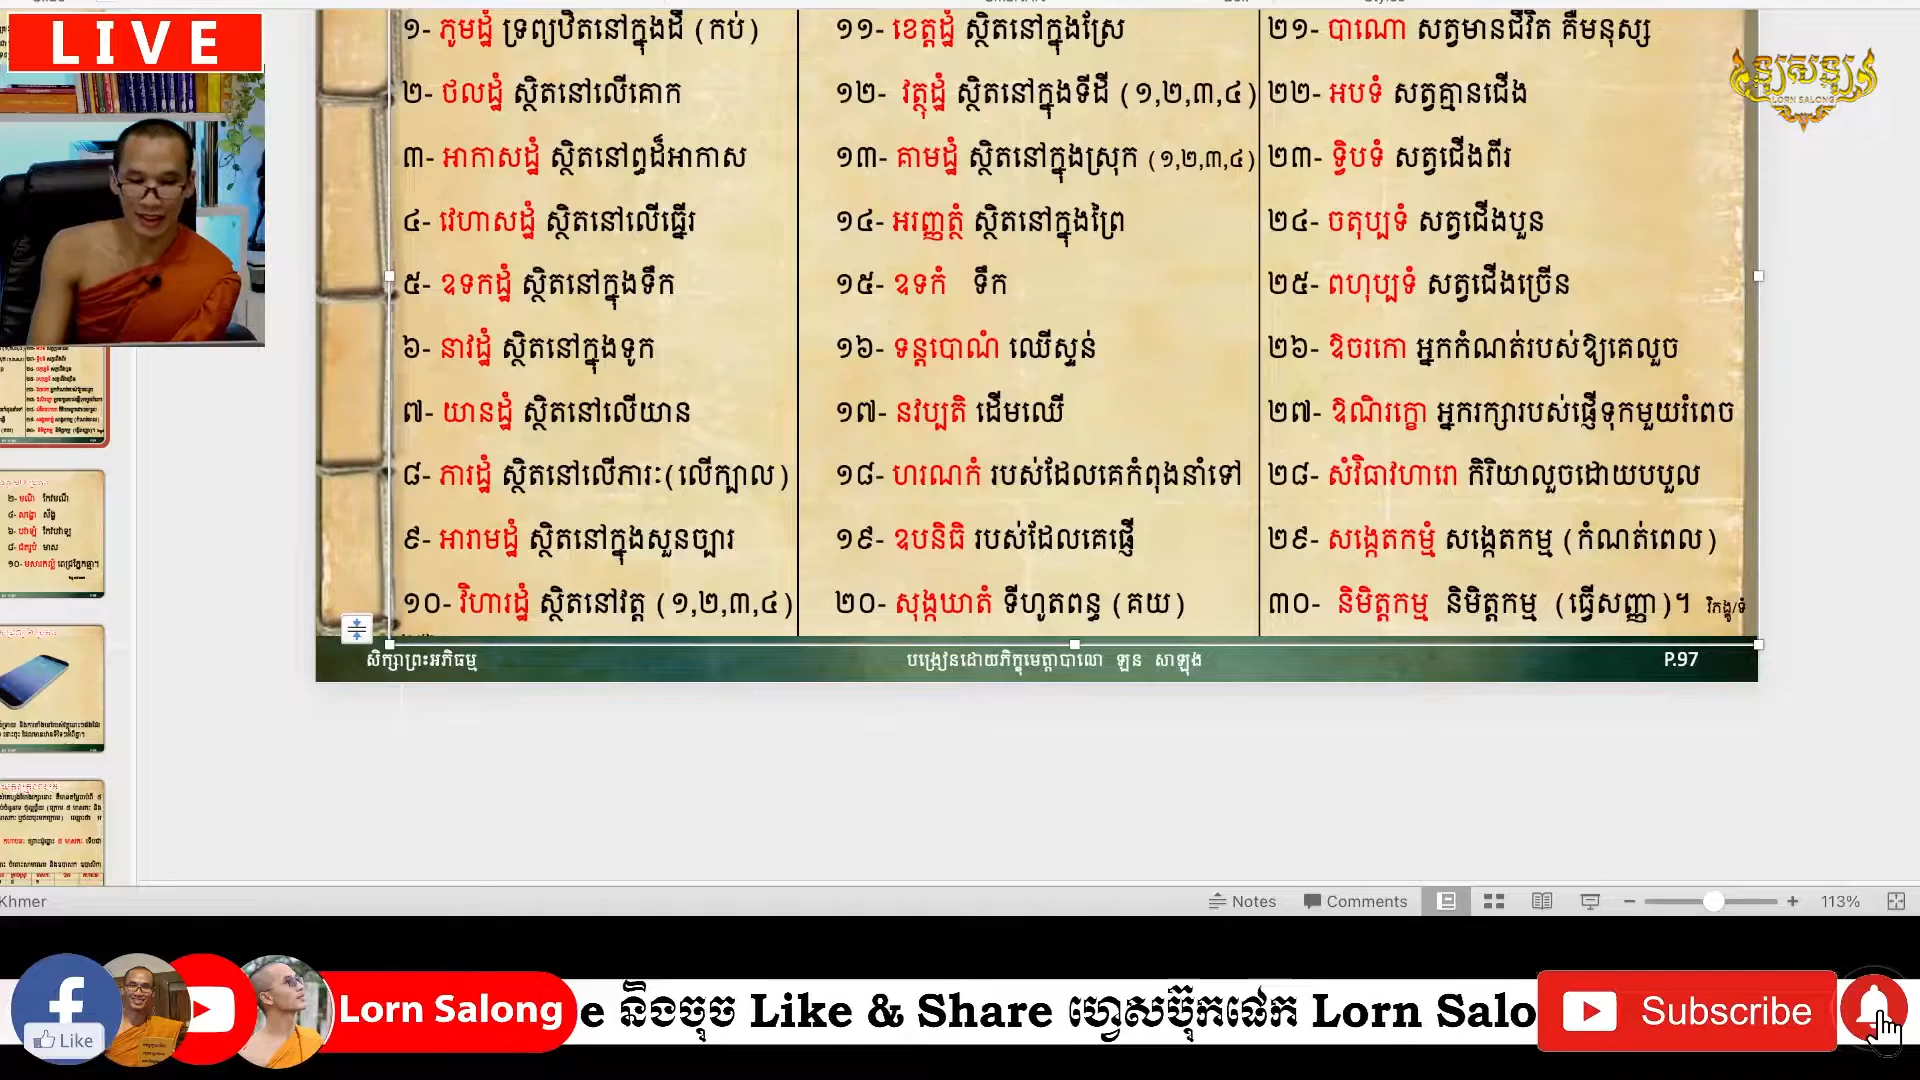 LIVE
១- ភូមដ្ឋំ ទ្រព្យឋិតនៅក្នុងដី (កប់)
២- ថលដ្ឋំ ស្ថិតនៅលើគោក
៣- អាកាសដ្ឋំ ស្ថិតនៅឰដ៏អាកាស
៤- វេហាសដ្ឋំ ស្ថិតនៅលើធ្នើរ
៥- ឧទកដ្ឋំ ស្ថិតនៅក្នុងទឹក
៦- នាវដ្ឋំ ស្ថិតនៅក្នុងទូក
៧- យានដ្ឋំ ស្ថិតនៅលើយាន
៨- ភារដ្ឋំ ស្ថិតនៅលើភារៈ(លើក្បាល)
៩- អារាមដ្ឋំ ស្ថិតនៅក្នុងសួនច្បារ
១០- វិហារដ្ឋំ ស្ថិតនៅវត្ត (១,២,៣,៤)
១១- ខេត្តដ្ឋំ ស្ថិតនៅក្នុងស្រែ
១២- វត្ថុដ្ឋំ ស្ថិតនៅក្នុងទីដី (១,២,៣,៤)
១៣- គាមដ្ឋំ ស្ថិតនៅក្នុងស្រុក (១,២,៣,៤)
១៤- អរញ្ញត្ថំ ស្ថិតនៅក្នុងព្រៃ
១៥- ឧទកំ ទឹក
១៦- ទន្តបោណំ ឈើស្ទន់
១៧- នវប្បតិ ដើមឈើ
១៨- ហរណកំ របស់ដែលគេកំពុងនាំទៅ
១៩- ឧបនិធិ របស់ដែលគេផ្ញើ
២០- សុង្កឃាតំ ទីហូតពន្ធ (គយ)
២១- បាណោ សត្វមានជីវិត គឺមនុស្ស
២២- អបទំ សត្វគ្មានជើង
២៣- ទ្វិបទំ សត្វជើងពីរ
២៤- ចតុប្បទំ សត្វជើងបួន
២៥- ពហុប្បទំ សត្វជើងច្រើន
២៦- ឱចរកោ អ្នកកំណត់របស់ឱ្យគេលួច
២៧- ឱណិរក្ខោ អ្នករក្សារបស់ផ្ញើទុកមួយរំពេច
២៨- សំវិធាវហារោ កិរិយាលួចដោយបបួល
២៩- សង្កេតកម្មំ សង្កេតកម្ម (កំណត់ពេល)
៣០- និមិត្តកម្ម និមិត្តកម្ម (ធ្វើសញ្ញា)។
LORN SALONG
សិក្សាព្រះអភិធម្ម
បង្រៀនដោយភិក្ខុមេត្តាបាលោ ឡន សាឡុង
P.97
២- មណិ កែវមណី
៤- សង្ខោ ស័ង្ខ
៨- ជតរូបំ មាស
Khmer
Notes
Comments
113%
Like
Lorn Salong
e និងចុច Like & Share ហ្វេសប៊ុកផេក Lorn Salo
Subscribe